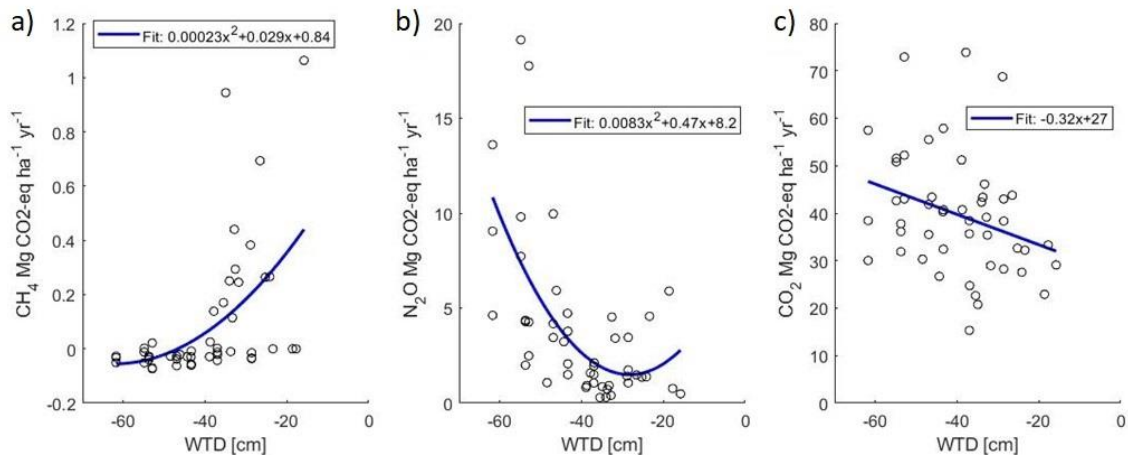 a)
CH₄ Mg CO2-eq ha⁻¹ yr⁻¹
1.2
1
0.8
0.6
0.4
0.2
0
-0.2
Fit: 0.00023x²+0.029x+0.84
-60
-40
-20
0
WTD [cm]
b)
N₂O Mg CO2-eq ha⁻¹ yr⁻¹
20
15
10
5
0
Fit: 0.0083x²+0.47x+8.2
-60
-40
-20
0
WTD [cm]
c)
CO₂ Mg CO2-eq ha⁻¹ yr⁻¹
80
70
60
50
40
30
20
10
0
Fit: -0.32x+27
-60
-40
-20
0
WTD [cm]